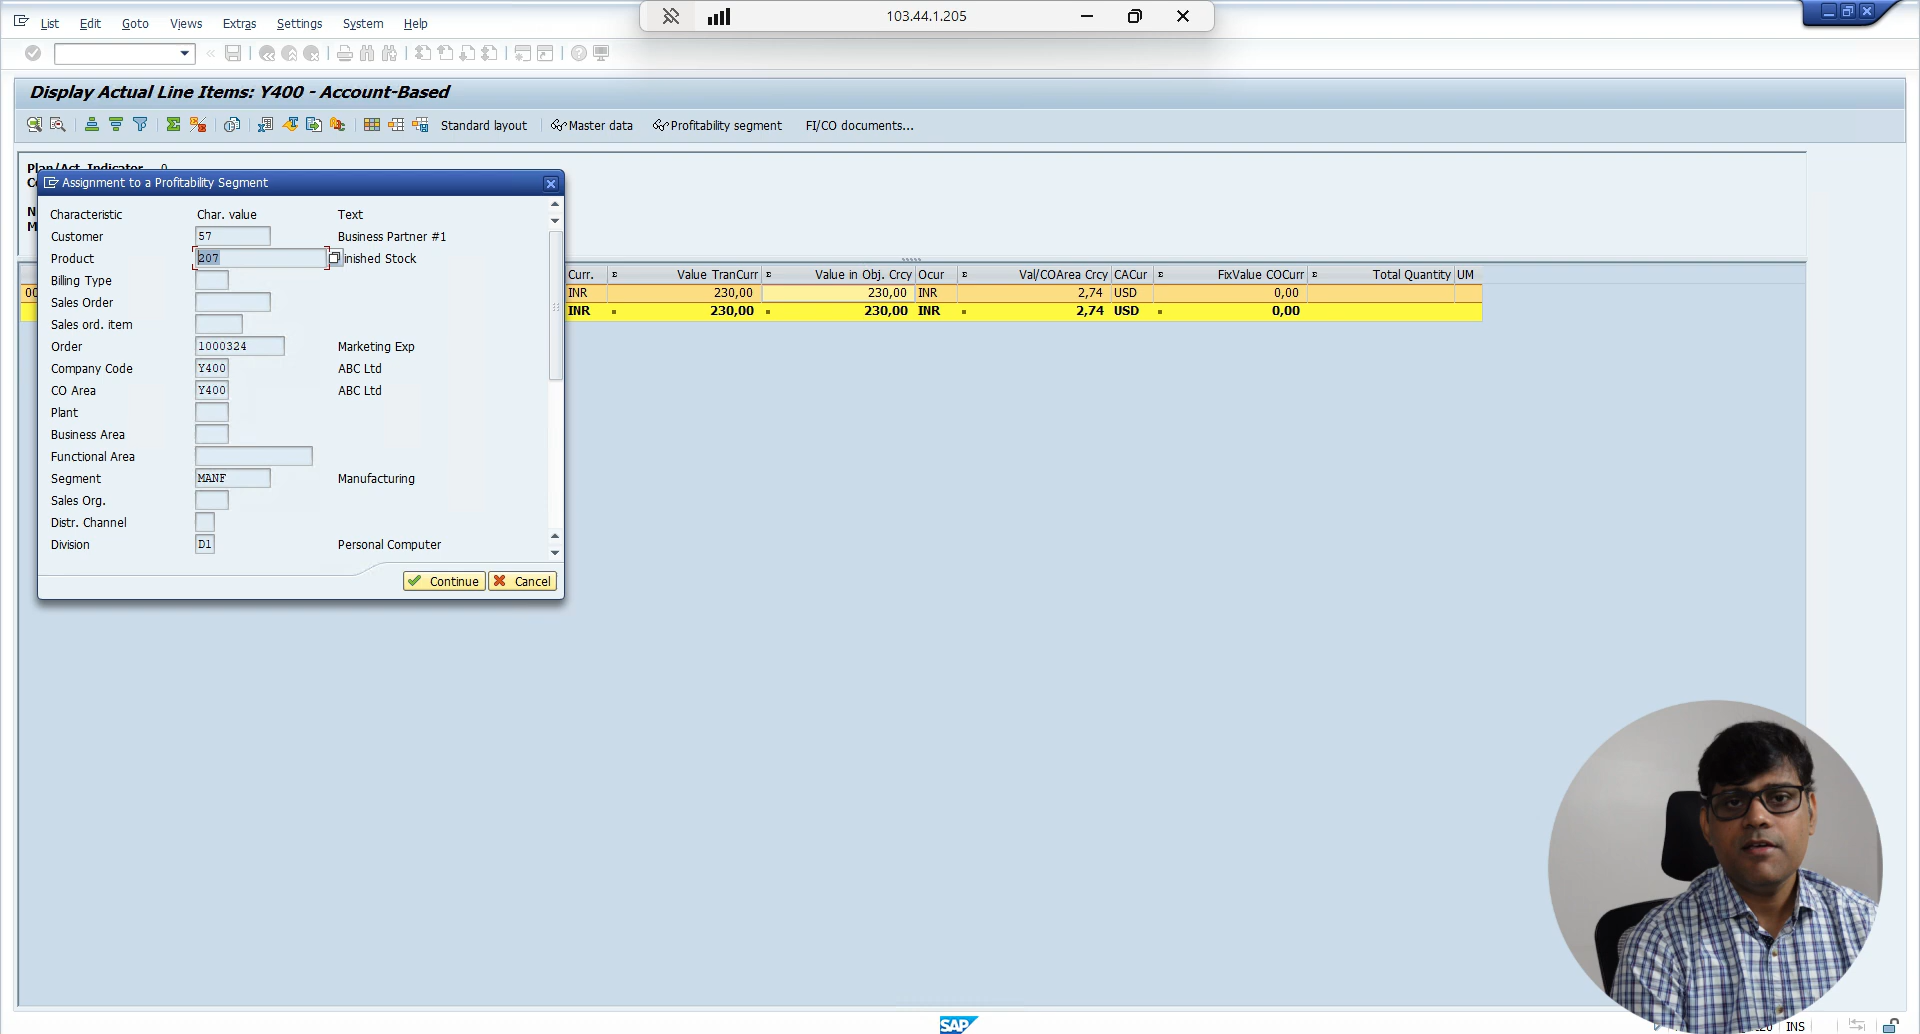 List Edit Goto Views Extras Settings System Help
103.44.1.205
Display Actual Line Items: Y400 - Account-Based
Standard layout Master data Profitability segment FI/CO documents...
Plan/Act. Indicator 0
Assignment to a Profitability Segment
Characteristic Char. value Text
Customer 57 Business Partner #1
Product 207 inished Stock
Billing Type
Sales Order
Sales ord. item
Order 1000324 Marketing Exp
Company Code Y400 ABC Ltd
CO Area Y400 ABC Ltd
Plant
Business Area
Functional Area
Segment MANF Manufacturing
Sales Org.
Distr. Channel
Division D1 Personal Computer
Continue Cancel
Curr. Σ Value TranCurr Σ Value in Obj. Crcy Ocur Σ Val/COArea Crcy CACur Σ FixValue COCurr Σ Total Quantity UM
INR 230,00 230,00 INR 2,74 USD 0,00
INR 230,00 230,00 INR 2,74 USD 0,00
SAP
INS